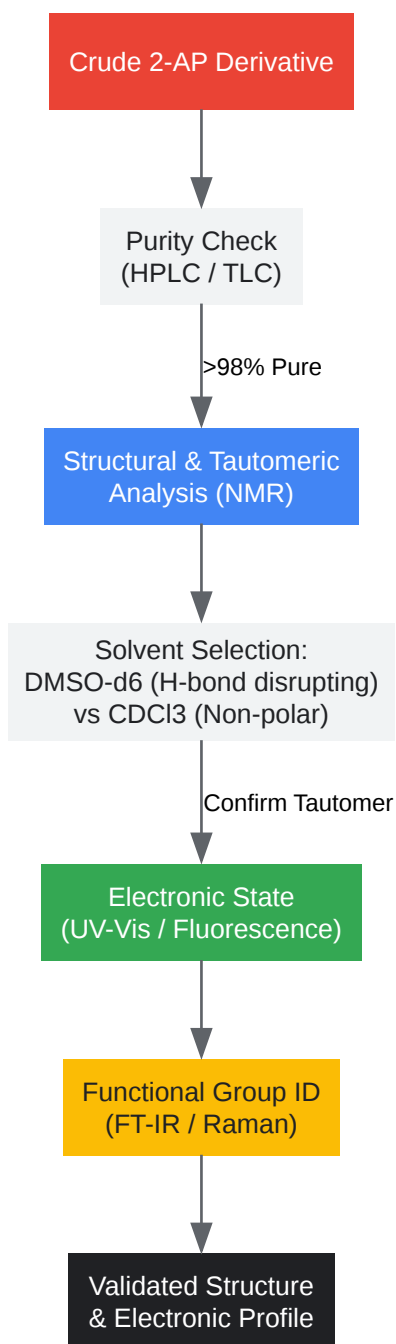 Crude 2-AP Derivative
Purity Check
(HPLC / TLC)
>98% Pure
Structural & Tautomeric
Analysis (NMR)
Solvent Selection:
DMSO-d6 (H-bond disrupting)
vs CDCl3 (Non-polar)
Confirm Tautomer
Electronic State
(UV-Vis / Fluorescence)
Functional Group ID
(FT-IR / Raman)
Validated Structure
& Electronic Profile